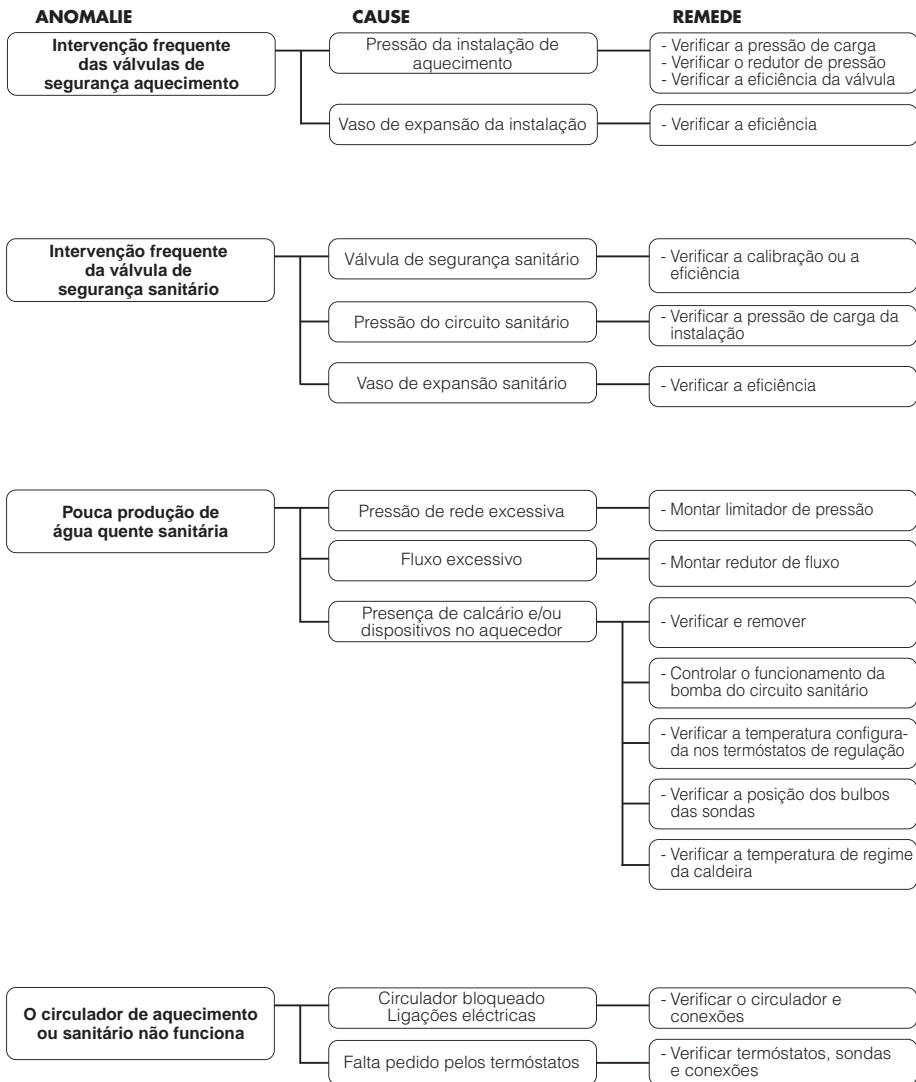 ANOMALIE
CAUSE
REMEDE
Intervenção frequente
das válvulas de
segurança aquecimento
Pressão da instalação de
aquecimento
- Verificar a pressão de carga
- Verificar o redutor de pressão
- Verificar a eficiência da válvula
Vaso de expansão da instalação
- Verificar a eficiência
Intervenção frequente
da válvula de
segurança sanitário
Válvula de segurança sanitário
- Verificar a calibração ou a
eficiência
Pressão do circuito sanitário
- Verificar a pressão de carga da
instalação
Vaso de expansão sanitário
- Verificar a eficiência
Pouca produção de
água quente sanitária
Pressão de rede excessiva
- Montar limitador de pressão
Fluxo excessivo
- Montar redutor de fluxo
Presença de calcário e/ou
dispositivos no aquecedor
- Verificar e remover
- Controlar o funcionamento da
bomba do circuito sanitário
- Verificar a temperatura configura-
da nos termóstatos de regulação
- Verificar a posição dos bulbos
das sondas
- Verificar a temperatura de regime
da caldeira
O circulador de aquecimento
ou sanitário não funciona
Circulador bloqueado
Ligações eléctricas
- Verificar o circulador e
conexões
Falta pedido pelos termóstatos
- Verificar termóstatos, sondas
e conexões